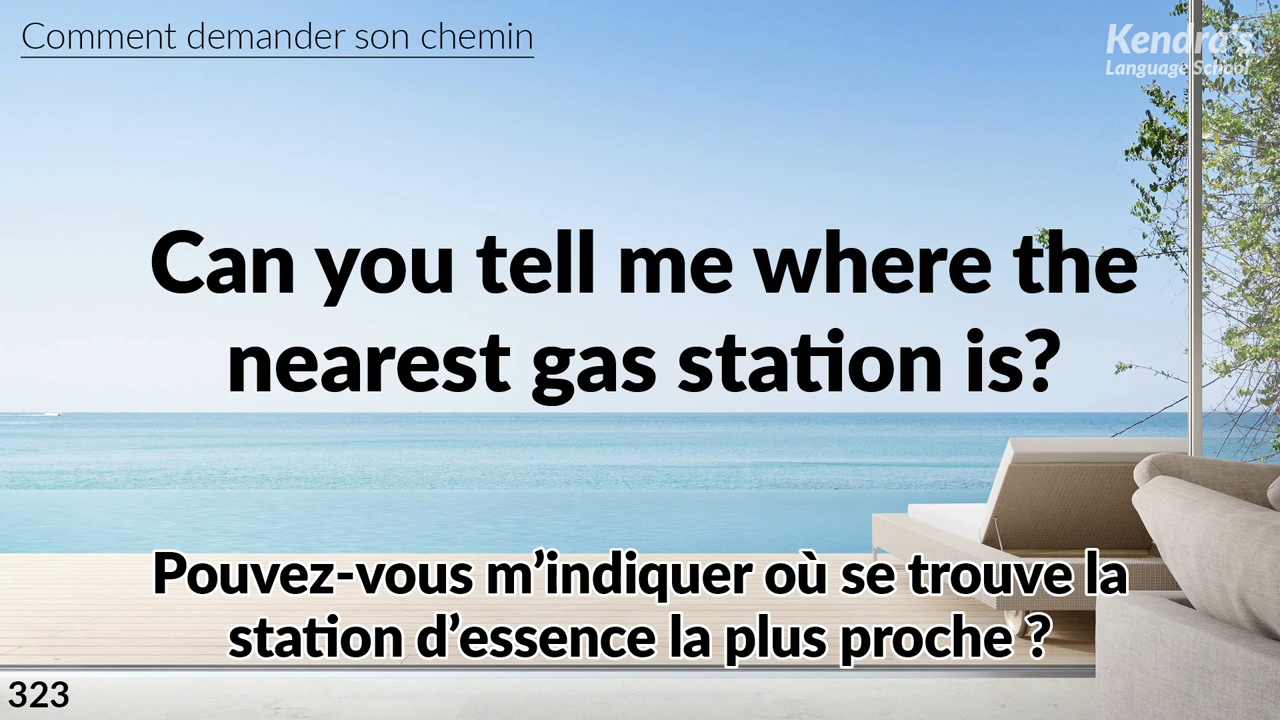 Comment demander son chemin
Kendra's
Language School
Can you tell me where the
nearest gas station is?
Pouvez-vous m’indiquer où se trouve la
station d’essence la plus proche ?
323